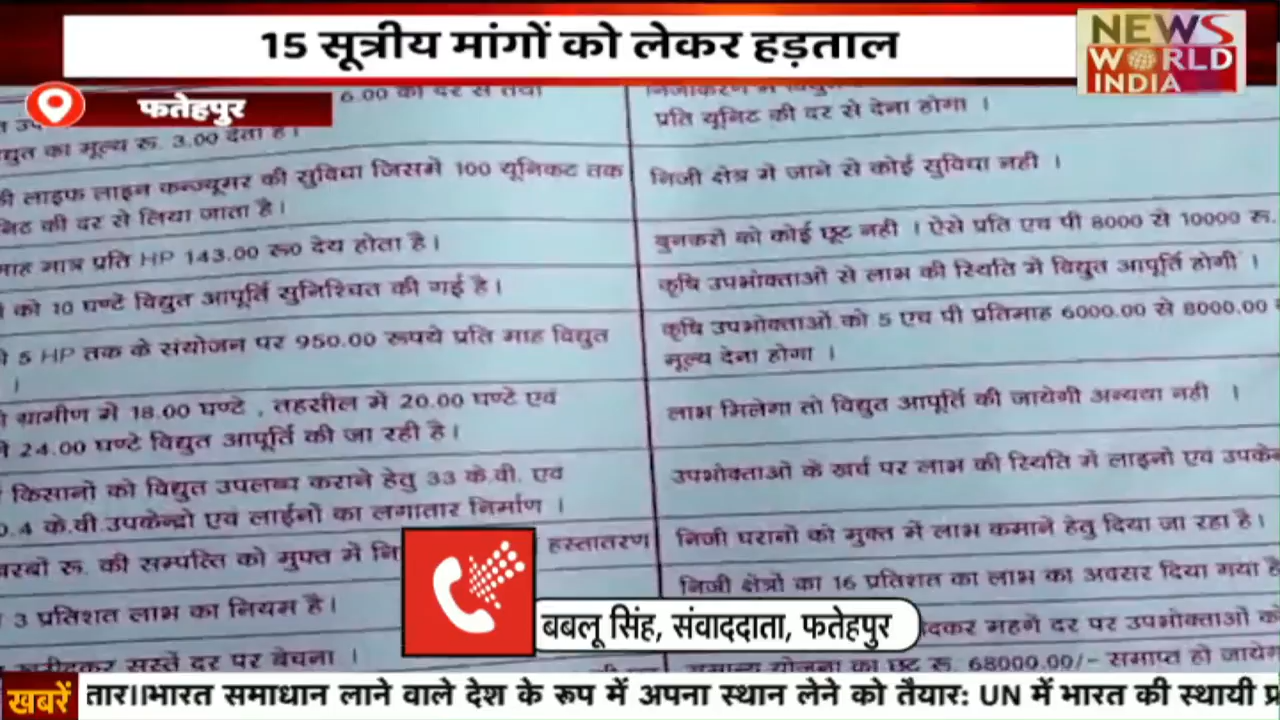 15 सूत्रीय मांगों को लेकर हड़ताल
NEWS
WORLD
INDIA
फतेहपुर
6.00 की दर से तथा
द्युत का मूल्य रू. 3.00 देता है।
लाइफ लाइन कन्ज्यूमर की सुविधा जिसमे 100 यूनिकट तक
निट की दर से लिया जाता है।
माह मात्र प्रति HP 143.00 रू0 देय होता है।
को 10 घण्टे विद्युत आपूर्ति सुनिश्चित की गई है।
5 HP तक के संयोजन पर 950.00 रूपये प्रति माह विद्युत
।
ग्रामीण में 18.00 घण्टे , तहसील में 20.00 घण्टे एवं
24.00 घण्टे विद्युत आपूर्ति की जा रही है।
किसानो को विद्युत उपलब्ध कराने हेतु 33 के.वी. एवं
0.4 के.वी.उपकेन्द्रो एवं लाईनो का लगातार निर्माण ।
रबो रू. की सम्पत्ति को मुफ्त में नि हस्तातरण
3 प्रतिशत लाभ का नियम है।
खरीदकर सस्ते दर पर बेचना ।
प्रति यूनिट की दर से देना होगा ।
निजी क्षेत्र मे जाने से कोई सुविधा नही ।
बुनकरो को कोई छूट नही । ऐसे प्रति एच पी 8000 से 10000 रू.
कृषि उपभोक्ताओं से लाभ की स्थिति मे विद्युत आपूर्ति होगी ।
कृषि उपभोक्ताओं को 5 एच पी प्रतिमाह 6000.00 से 8000.00
मूल्य देना होगा ।
लाभ मिलेगा तो विद्युत आपूर्ति की जायेगी अन्यथा नही ।
उपभोक्ताओं के खर्च पर लाभ की स्थिति में लाइनो एवं उपकेन
निजी घरानो को मुक्त में लाभ कमाने हेतु दिया जा रहा है।
निजी क्षेत्रो का 16 प्रतिशत का लाभ का अवसर दिया गया है
दकर महगे दर पर उपभोक्ताओं को
योजना का छूट रू. 68000.00/- समाप्त हो जायेग
बबलू सिंह, संवाददाता, फतेहपुर
खबरें
तार।।भारत समाधान लाने वाले देश के रूप में अपना स्थान लेने को तैयार: UN में भारत की स्थायी प्र